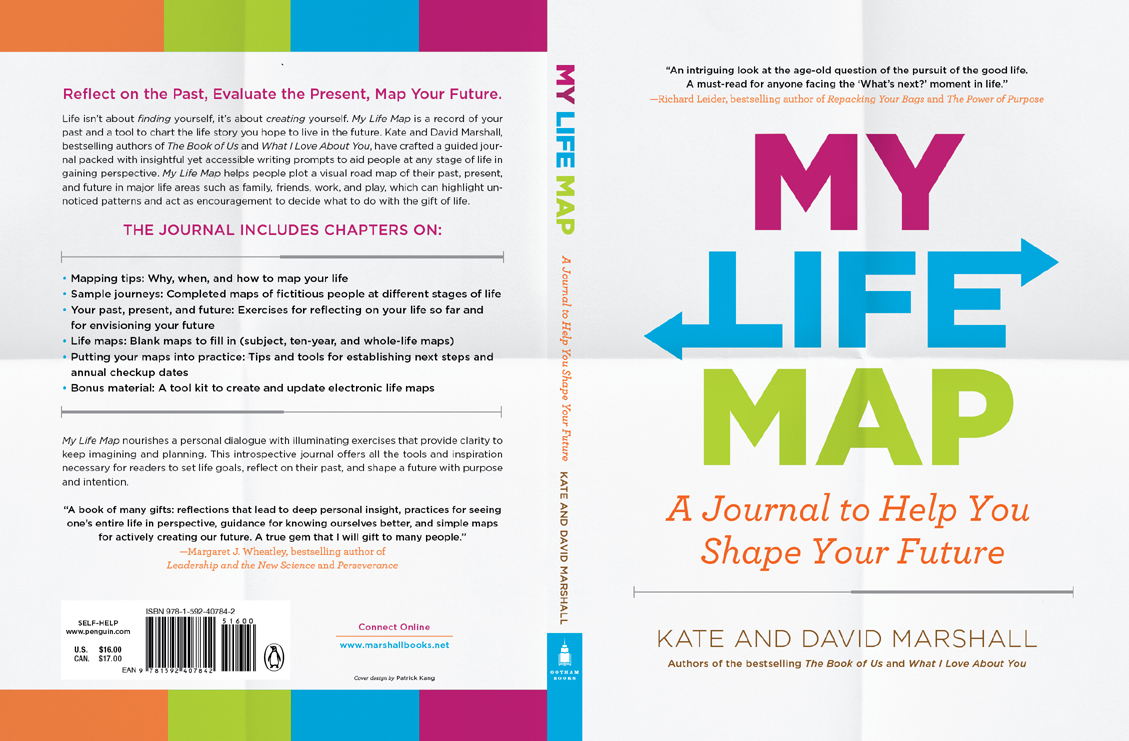 Reflect on the Past, Evaluate the Present, Map Your Future.
Life isn't about finding yourself, it's about creating yourself. My Life Map is a record of your
past and a tool to chart the life story you hope to live in the future. Kate and David Marshall,
bestselling authors of The Book of Us and What I Love About You, have crafted a guided jour-
nal packed with insightful yet accessible writing prompts to aid people at any stage of life in
gaining perspective. My Life Map helps people plot a visual road map of their past, present,
and future in major life areas such as family, friends, work, and play, which can highlight un-
noticed patterns and act as encouragement to decide what to do with the gift of life.
THE JOURNAL INCLUDES CHAPTERS ON:
• Mapping tips: Why, when, and how to map your life
• Sample journeys: Completed maps of fictitious people at different stages of life
• Your past, present, and future: Exercises for reflecting on your life so far and
for envisioning your future
• Life maps: Blank maps to fill in (subject, ten-year, and whole-life maps)
• Putting your maps into practice: Tips and tools for establishing next steps and
annual checkup dates
• Bonus material: A tool kit to create and update electronic life maps
My Life Map nourishes a personal dialogue with illuminating exercises that provide clarity to
keep imagining and planning. This introspective journal offers all the tools and inspiration
necessary for readers to set life goals, reflect on their past, and shape a future with purpose
and intention.
"A book of many gifts: reflections that lead to deep personal insight, practices for seeing
one's entire life in perspective, guidance for knowing ourselves better, and simple maps
for actively creating our future. A true gem that I will gift to many people."
—Margaret J. Wheatley, bestselling author of
Leadership and the New Science and Perseverance
SELF-HELP
www.penguin.com
U.S. $16.00
CAN. $17.00
ISBN 978-1-592-40784-2
51600
EAN 9 781592 407842
Connect Online
www.marshallbooks.net
Cover design by Patrick Kang
MY LIFE MAP
A Journal to Help You Shape Your Future
KATE AND DAVID MARSHALL
GOTHAM
BOOKS
"An intriguing look at the age-old question of the pursuit of the good life.
A must-read for anyone facing the 'What's next?' moment in life."
—Richard Leider, bestselling author of Repacking Your Bags and The Power of Purpose
MY
LIFE
MAP
A Journal to Help You
Shape Your Future
KATE AND DAVID MARSHALL
Authors of the bestselling The Book of Us and What I Love About You